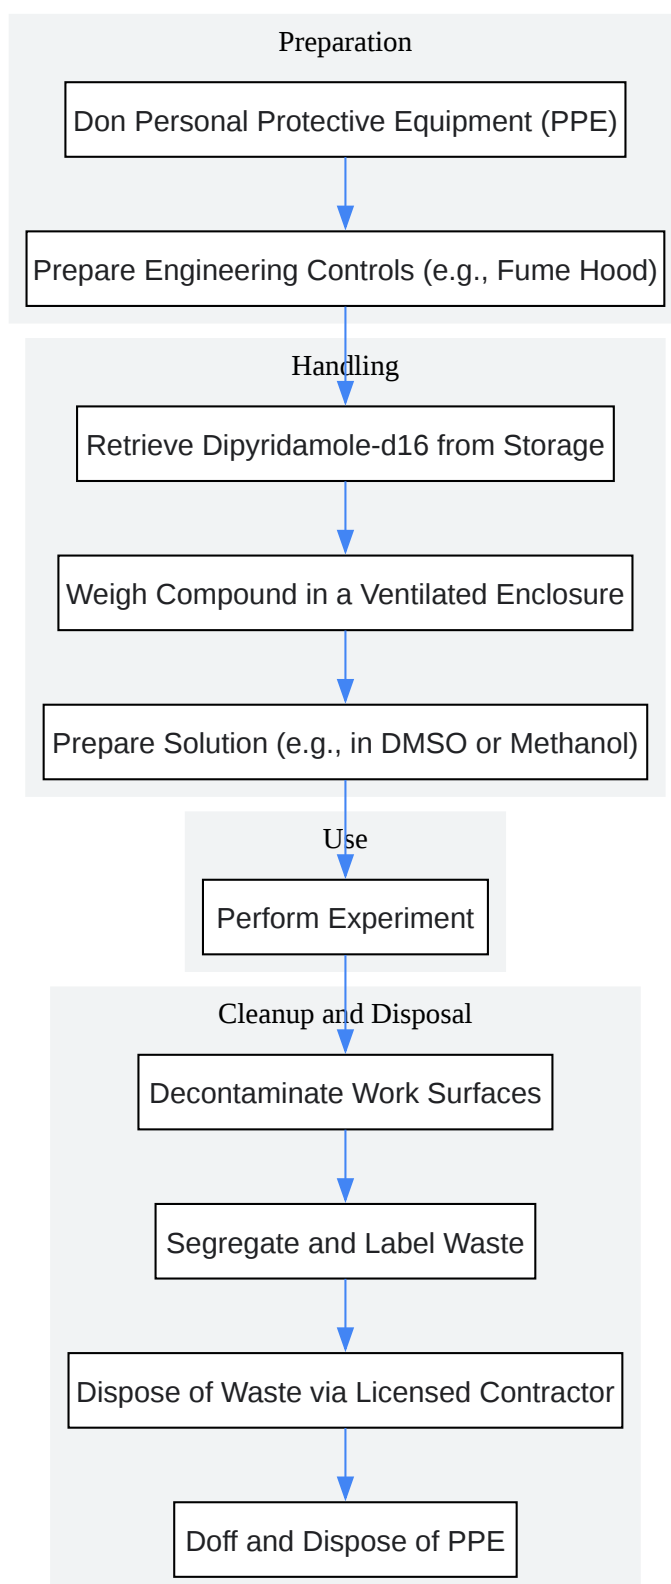 Preparation
Don Personal Protective Equipment (PPE)
Prepare Engineering Controls (e.g., Fume Hood)
Handling
Retrieve Dipyridamole-d16 from Storage
Weigh Compound in a Ventilated Enclosure
Prepare Solution (e.g., in DMSO or Methanol)
Use
Perform Experiment
Cleanup and Disposal
Decontaminate Work Surfaces
Segregate and Label Waste
Dispose of Waste via Licensed Contractor
Doff and Dispose of PPE